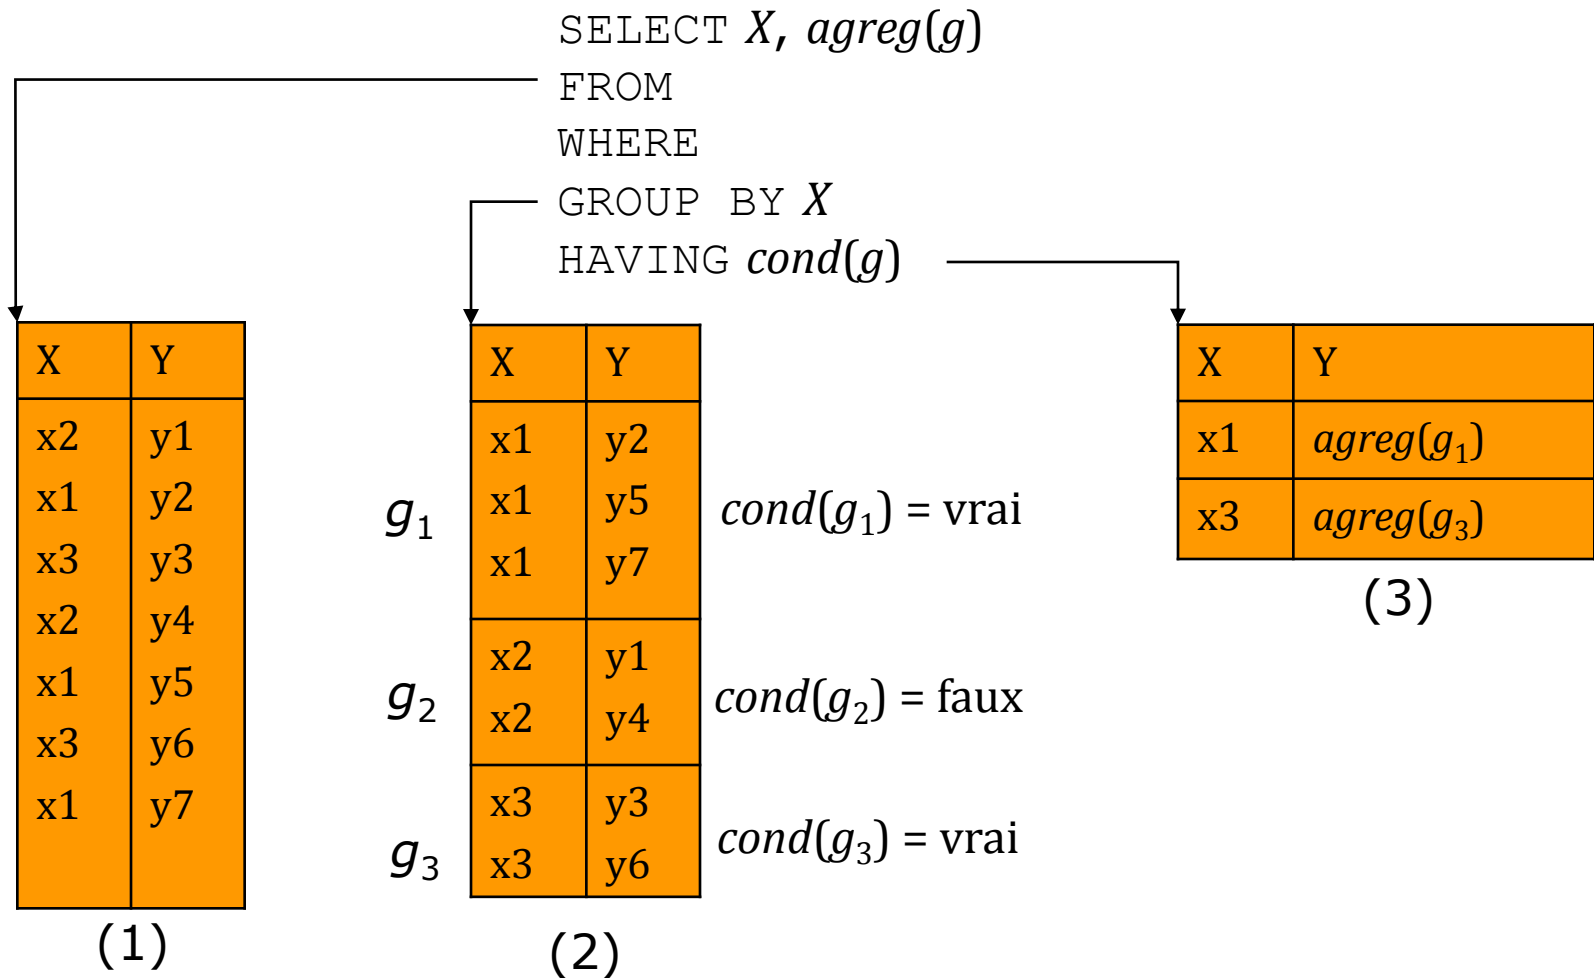 SELECT X, agreg(g)
FROM
WHERE
GROUP BY X
HAVING cond(g)
X Y
x2 y1
x1 y2
x3 y3
x2 y4
x1 y5
x3 y6
x1 y7
(1)
X Y
x1 y2
g₁ x1 y5 cond(g₁) = vrai
x1 y7
x2 y1
g₂ x2 y4 cond(g₂) = faux
x3 y3
g₃ x3 y6 cond(g₃) = vrai
(2)
X Y
x1 agreg(g₁)
x3 agreg(g₃)
(3)